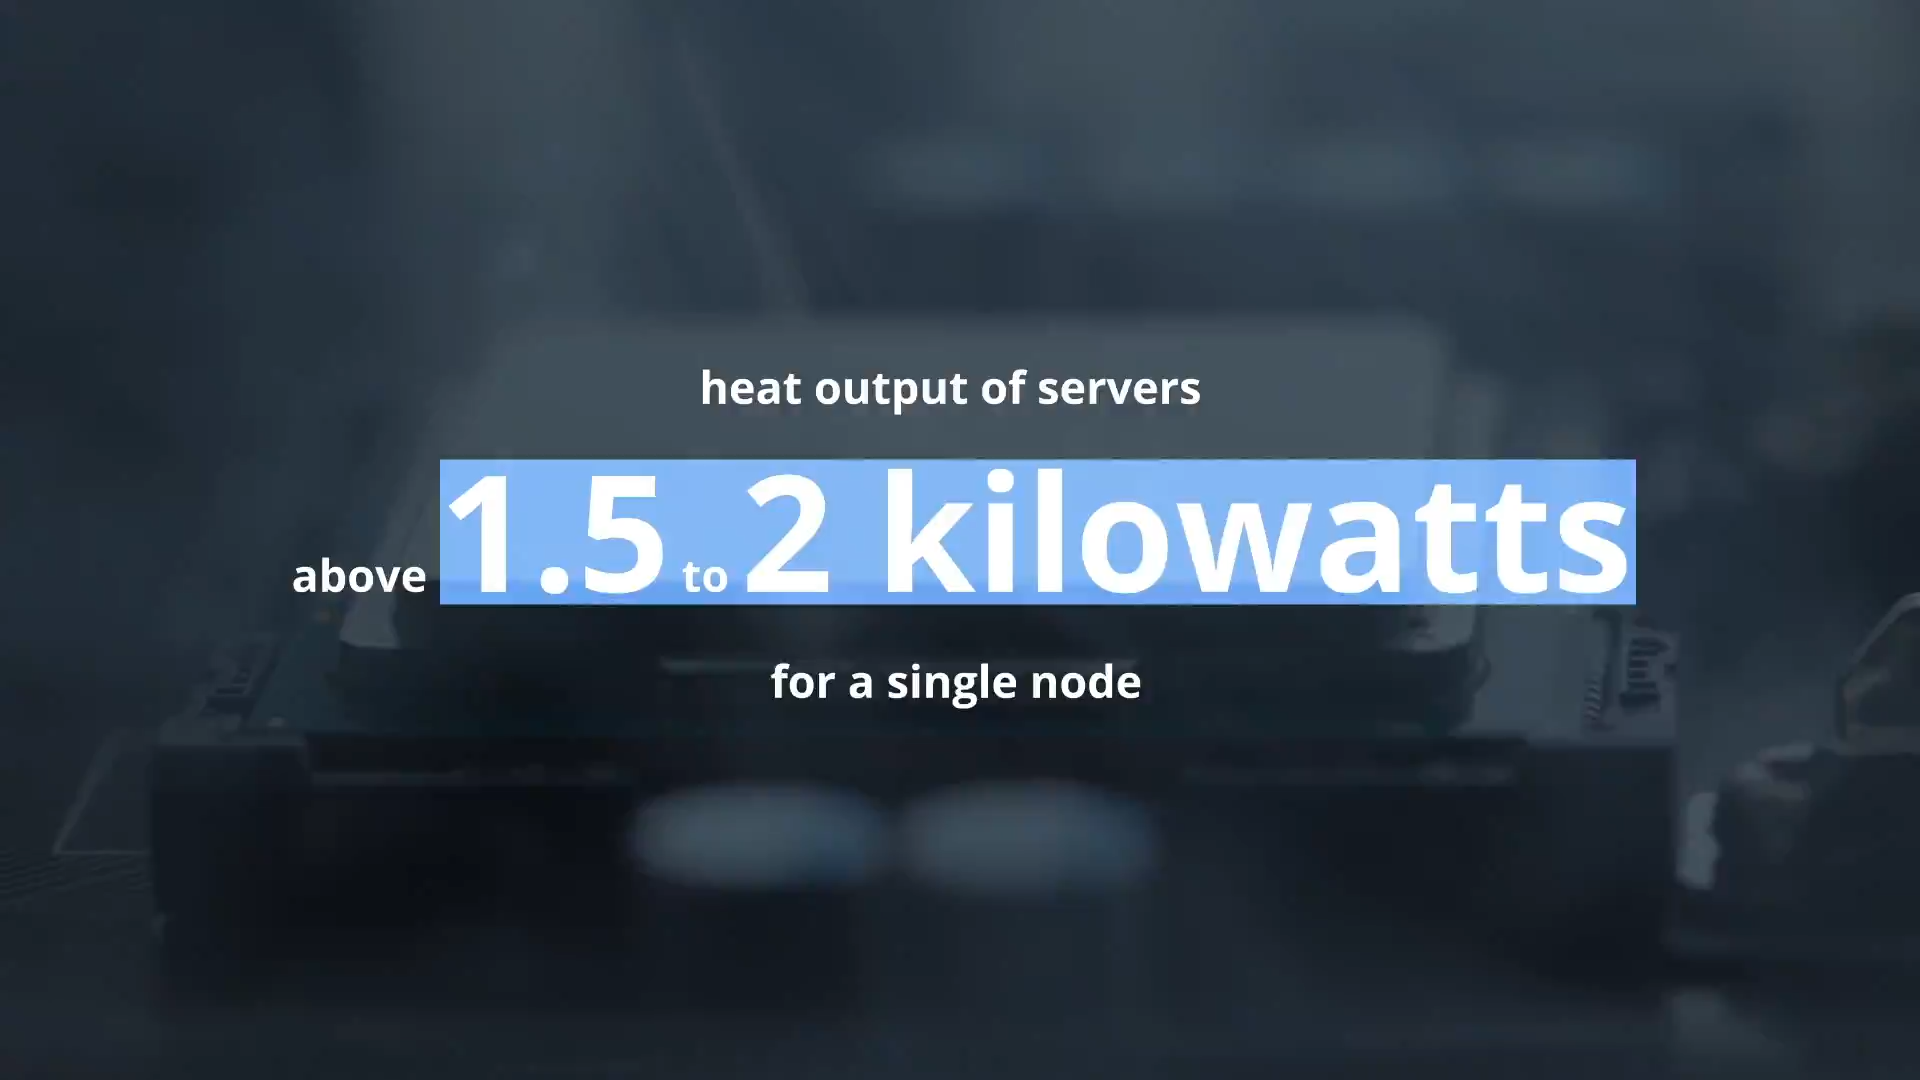 heat output of servers
above 1.5 to 2 kilowatts
for a single node